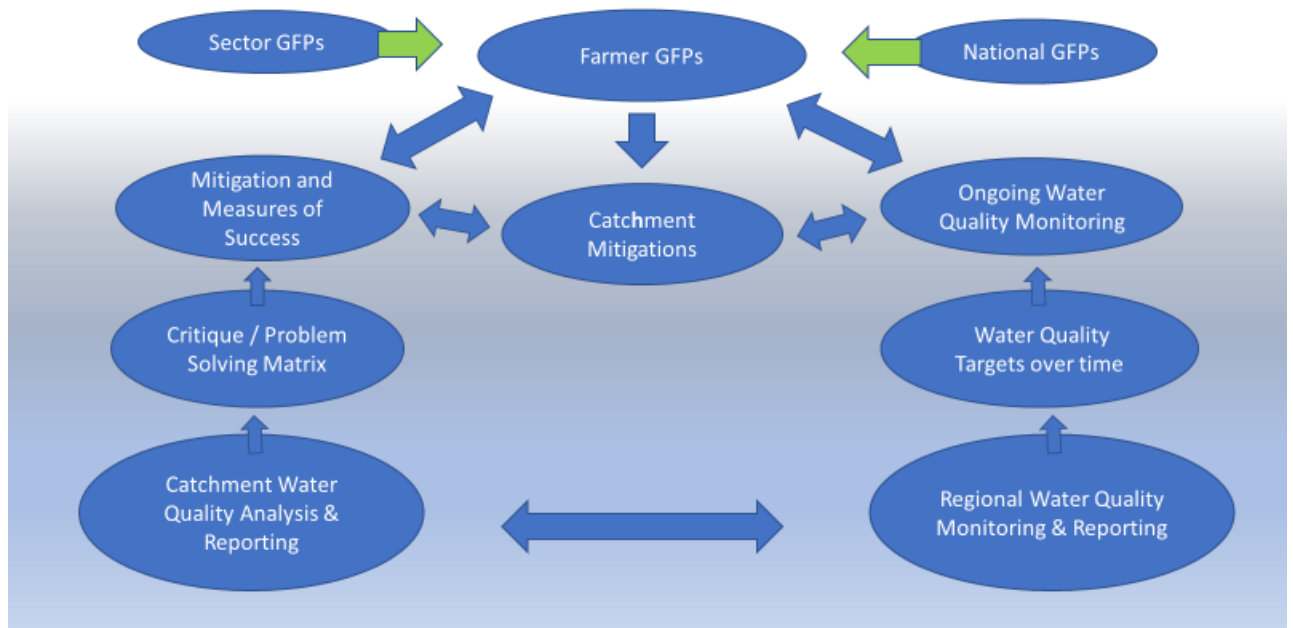 Sector GFPs
Farmer GFPs
National GFPs
Mitigation and
Measures of
Success
Catchment
Mitigations
Ongoing Water
Quality Monitoring
Critique / Problem
Solving Matrix
Water Quality
Targets over time
Catchment Water
Quality Analysis &
Reporting
Regional Water Quality
Monitoring & Reporting